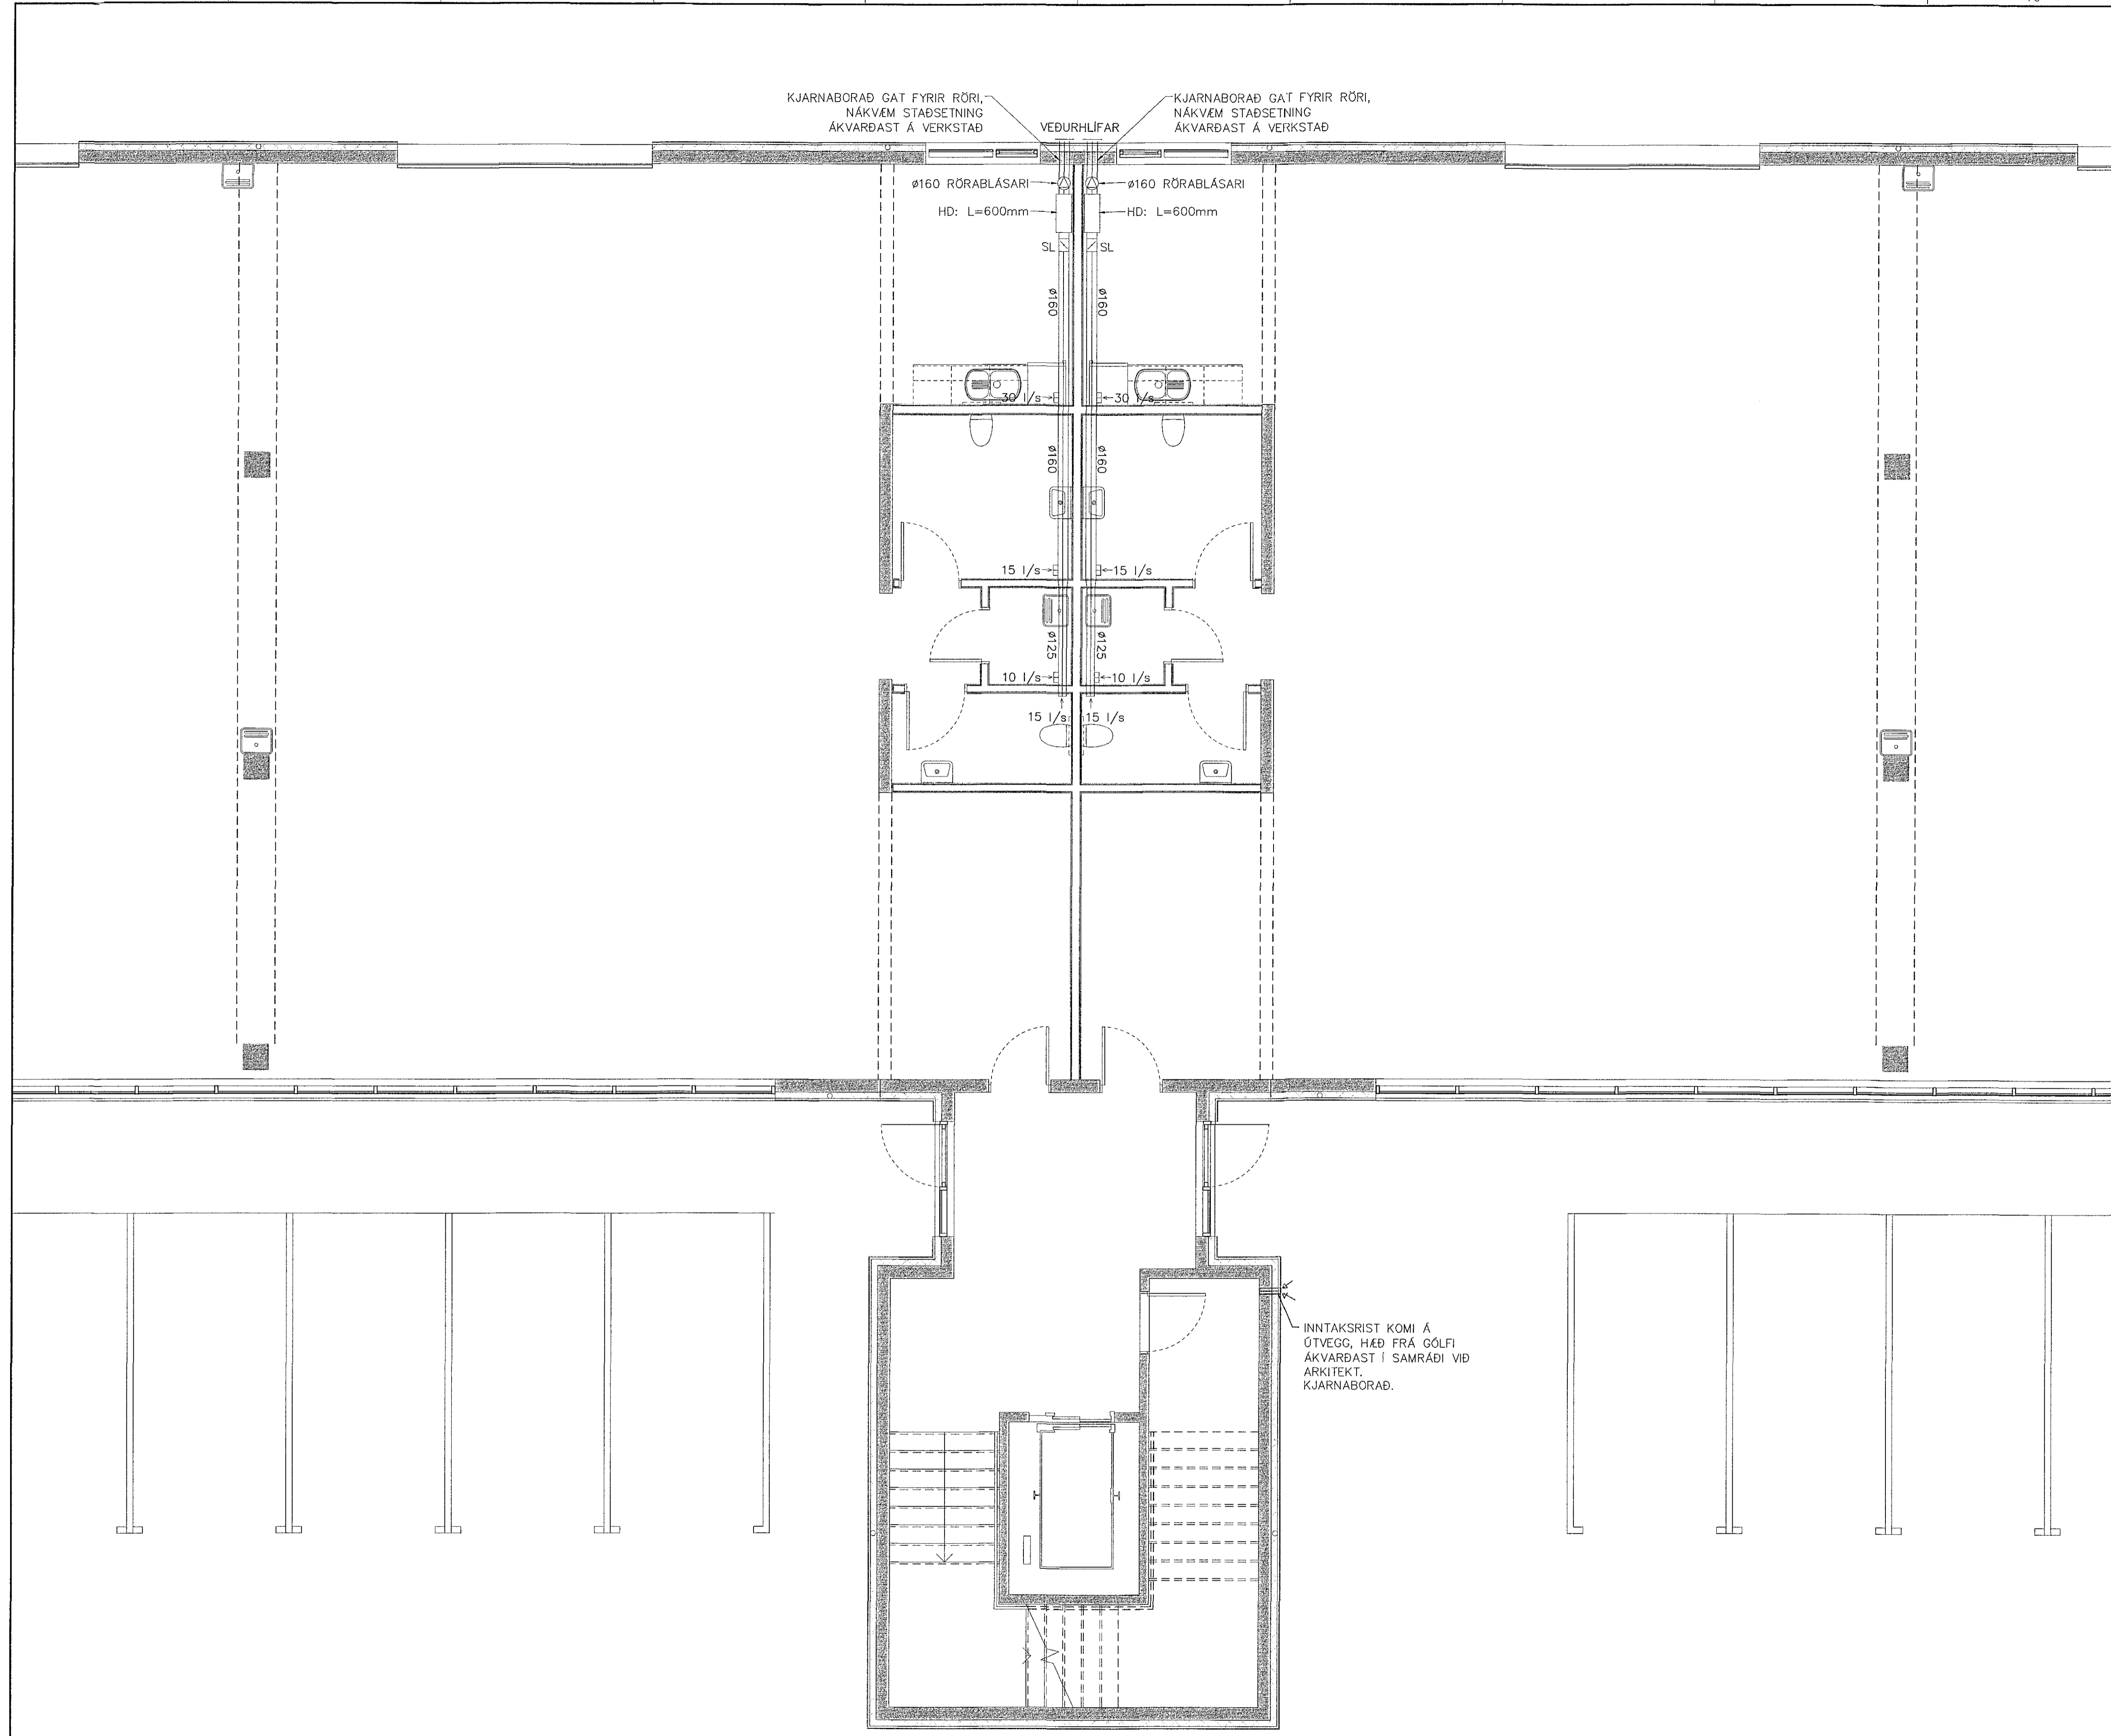 KJARNABORAÐ GAT FYRIR RÖRI,
NÁKVÆM STAÐSETNING
ÁKVARÐAST Á VERKSTAÐ
VEÐURHLÍFAR
KJARNABORAÐ GAT FYRIR RÖRI,
NÁKVÆM STAÐSETNING
ÁKVARÐAST Á VERKSTAÐ
ø160 RÖRABLÁSARI
ø160 RÖRABLÁSARI
HD: L=600mm
HD: L=600mm
SL
SL
ø160
ø160
30 l/s
30 l/s
ø160
ø160
15 l/s
15 l/s
ø125
ø125
10 l/s
10 l/s
15 l/s
15 l/s
INNTAKSRIST KOMI Á
ÚTVEGG, HÆÐ FRÁ GÓLFI
ÁKVARÐAST Í SAMRÁÐI VIÐ
ARKITEKT.
KJARNABORAÐ.